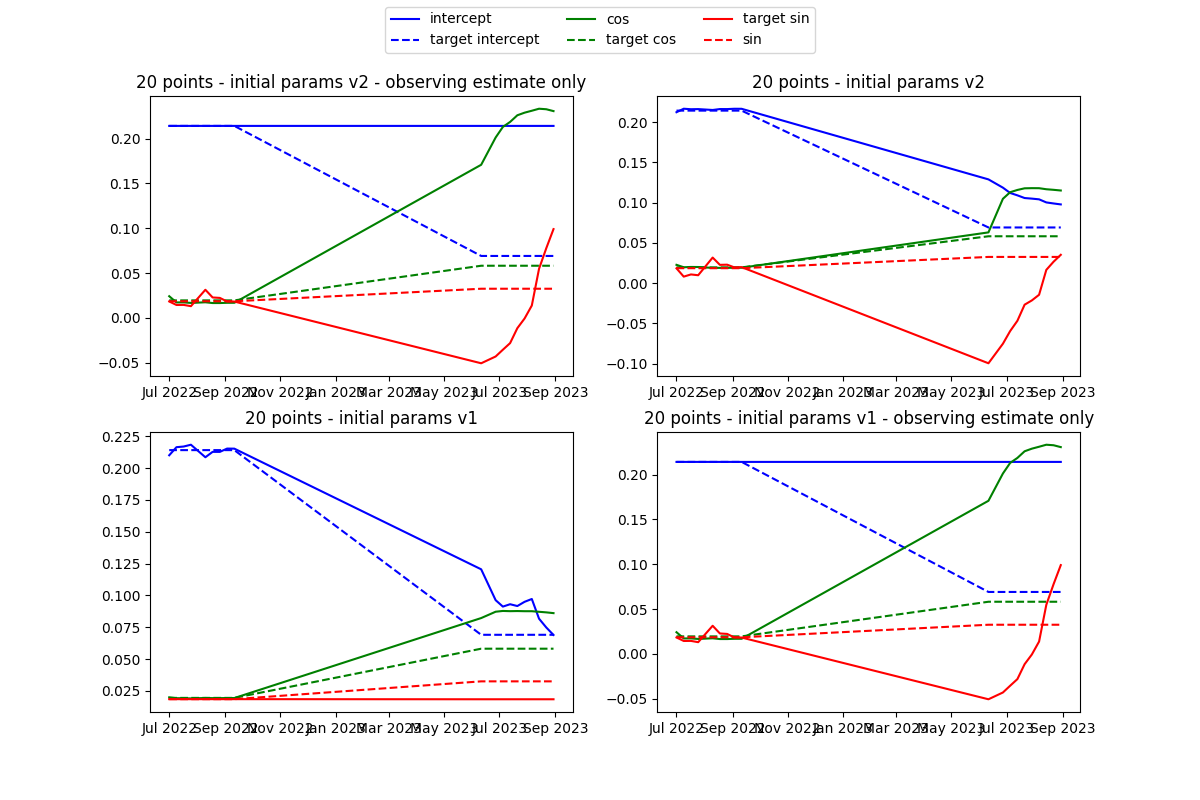 intercept cos target sin
target intercept target cos sin
20 points - initial params v2 - observing estimate only
0.20
0.15
0.10
0.05
0.00
−0.05
Jul 2022 Sep 2022 Nov 2022 Jan 2023 Mar 2023 May 2023 Jul 2023 Sep 2023
20 points - initial params v2
0.20
0.15
0.10
0.05
0.00
−0.05
−0.10
Jul 2022 Sep 2022 Nov 2022 Jan 2023 Mar 2023 May 2023 Jul 2023 Sep 2023
20 points - initial params v1
0.225
0.200
0.175
0.150
0.125
0.100
0.075
0.050
0.025
Jul 2022 Sep 2022 Nov 2022 Jan 2023 Mar 2023 May 2023 Jul 2023 Sep 2023
20 points - initial params v1 - observing estimate only
0.20
0.15
0.10
0.05
0.00
−0.05
Jul 2022 Sep 2022 Nov 2022 Jan 2023 Mar 2023 May 2023 Jul 2023 Sep 2023